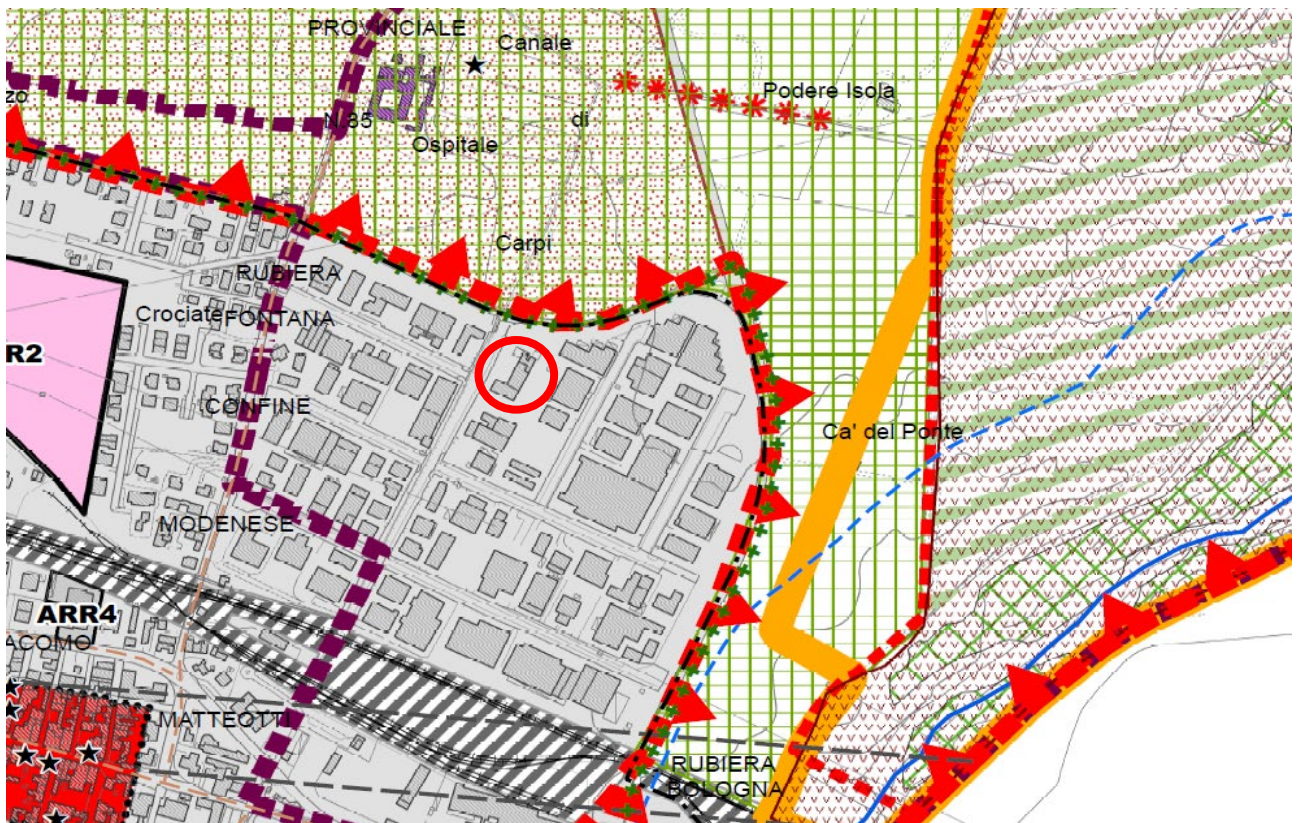 PROVINCIALE
Canale
Podere Isola
zo
N 85
di
Ospitale
Carpi
RUBIERA
Crociate
FONTANA
R2
CONFINE
Ca' del Ponte
MODENESE
ARR4
ACOMO
MATTEOTTI
RUBIERA
BOLOGNA